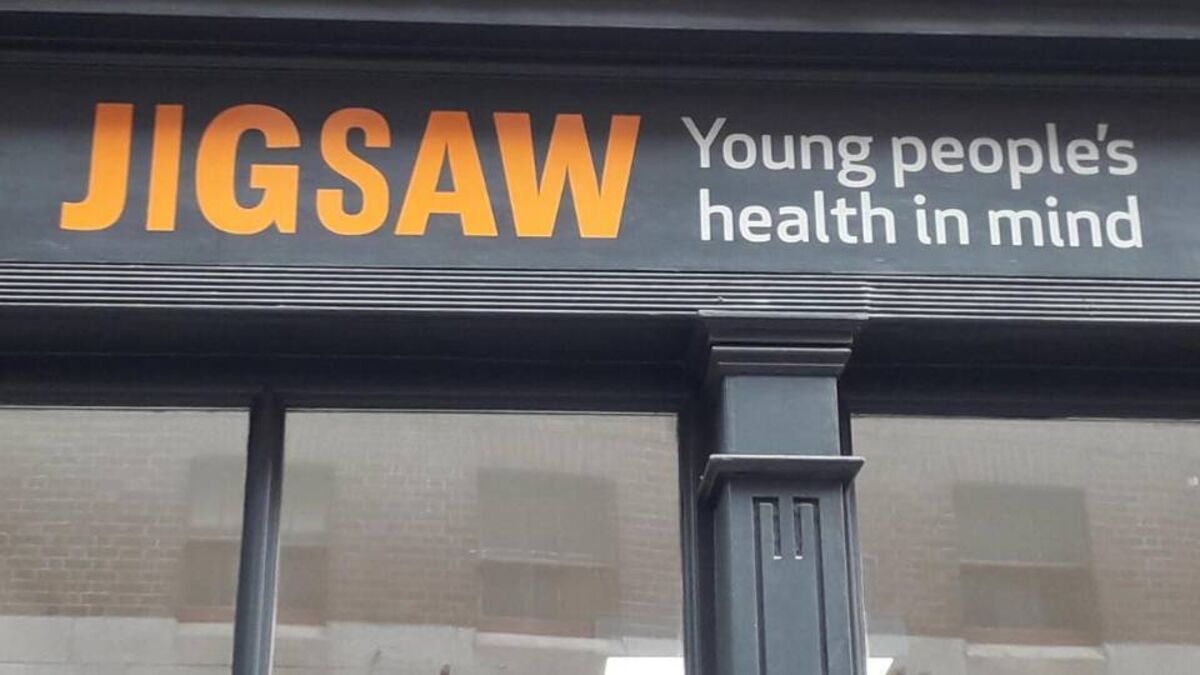 JIGSAW
Young people's
health in mind